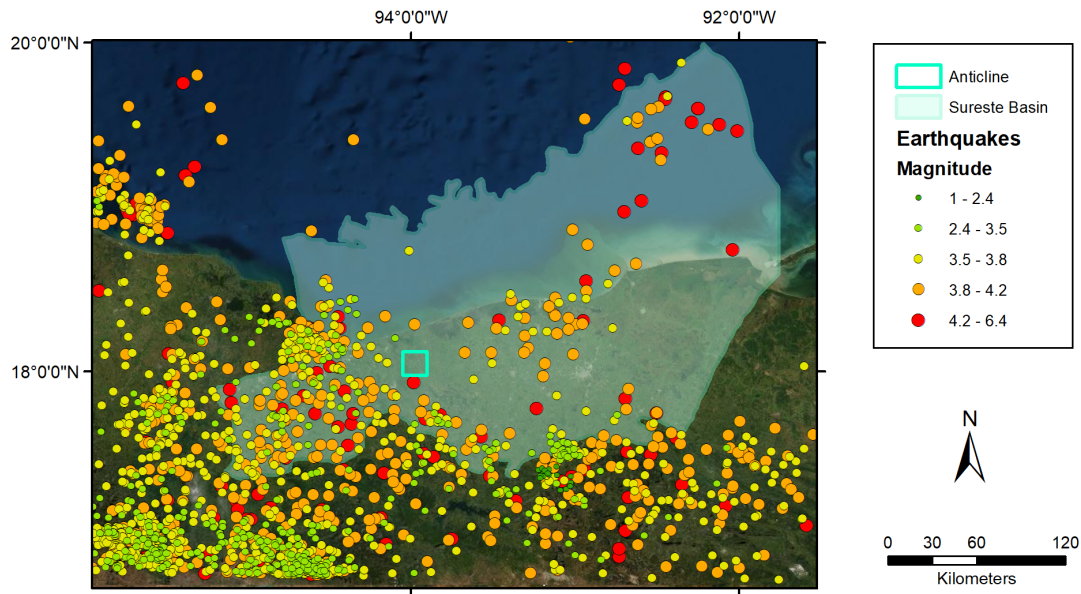 94°0'0"W
92°0'0"W
20°0'0"N
18°0'0"N
Anticline
Sureste Basin
Earthquakes
Magnitude
1 - 2.4
2.4 - 3.5
3.5 - 3.8
3.8 - 4.2
4.2 - 6.4
N
0 30 60 120
Kilometers